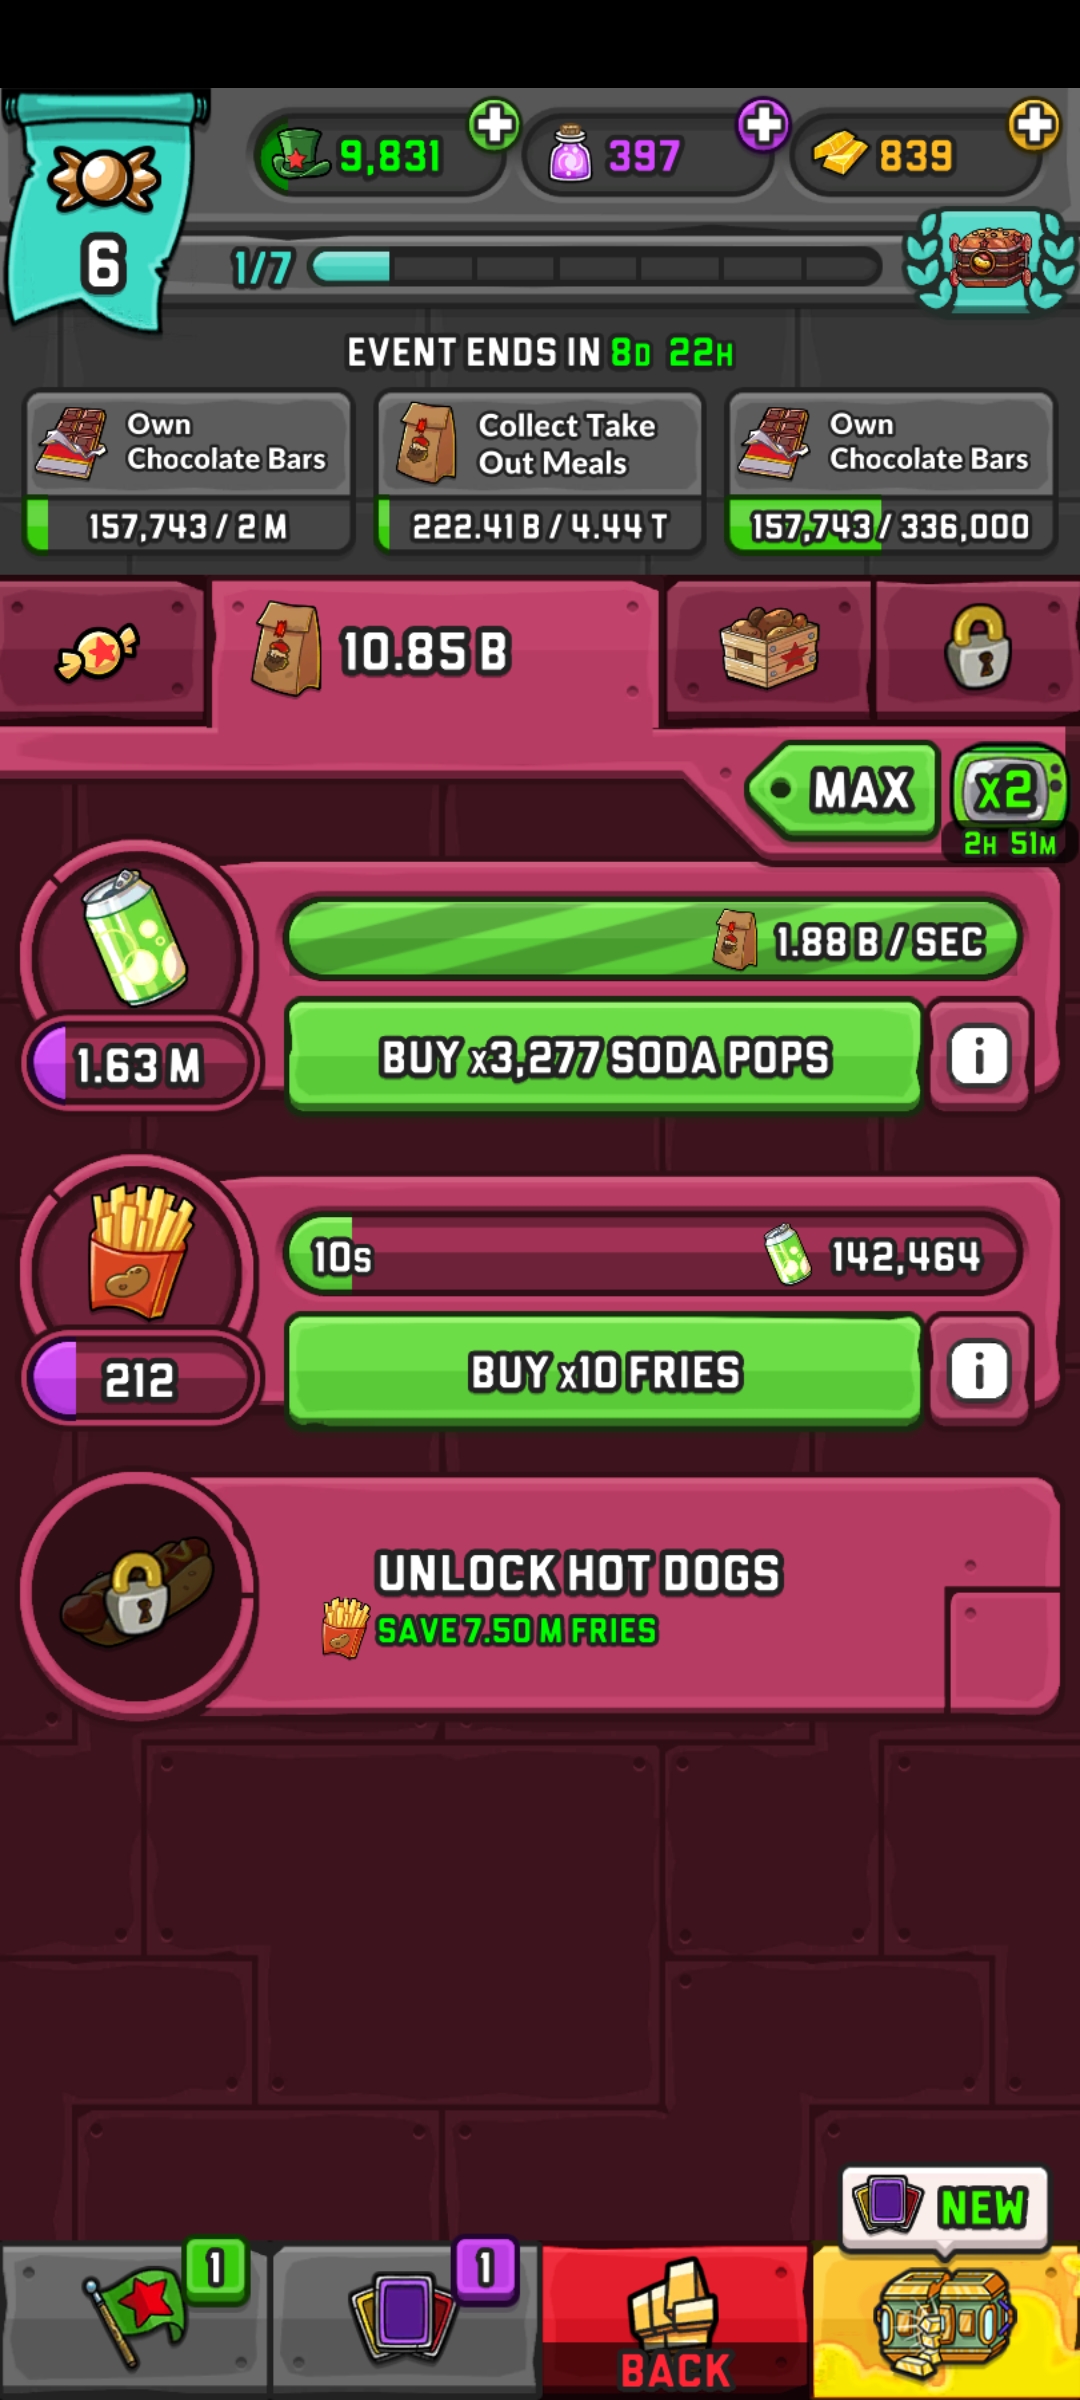 9,831
397
839
6
1/7
EVENT ENDS IN 8D 22H
Own
Chocolate Bars
157,743 / 2 M
Collect Take
Out Meals
222.41 B / 4.44 T
Own
Chocolate Bars
157,743 / 336,000
10.85 B
MAX
x2
2H 51M
1.88 B / SEC
1.63 M
BUY x3,277 SODA POPS
i
10s
142,464
212
BUY x10 FRIES
i
UNLOCK HOT DOGS
SAVE 7.50 M FRIES
NEW
1
1
BACK